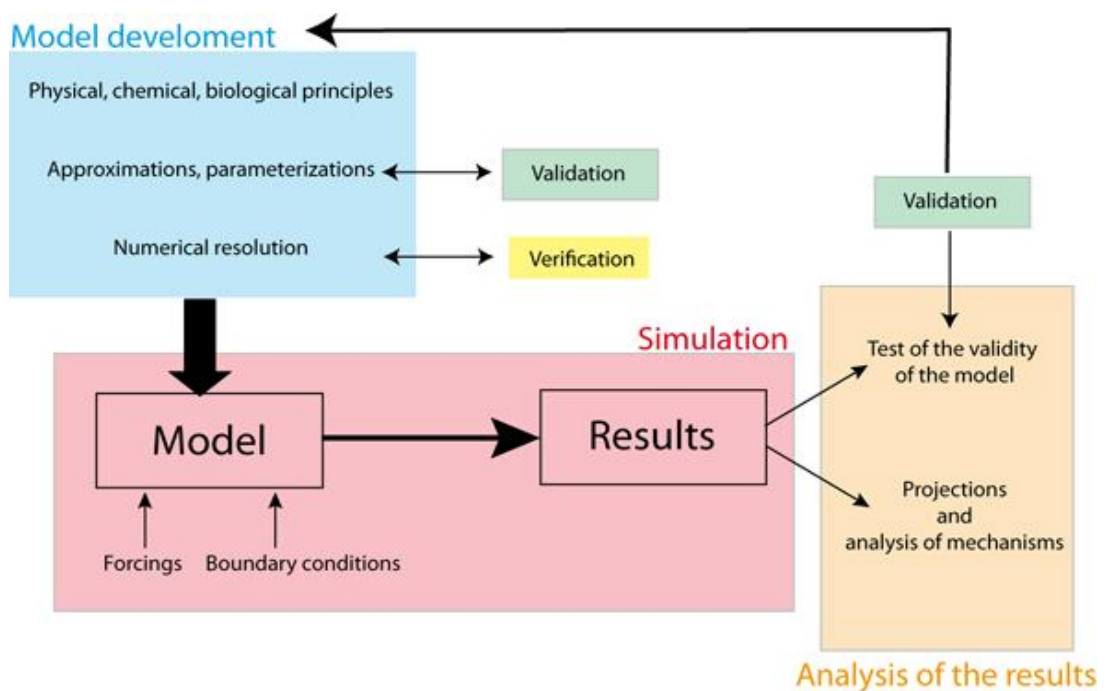 Model develoment
Physical, chemical, biological principles
Approximations, parameterizations
Validation
Numerical resolution
Verification
Validation
Simulation
Model
Results
Forcings
Boundary conditions
Test of the validity
of the model
Projections
and
analysis of mechanisms
Analysis of the results